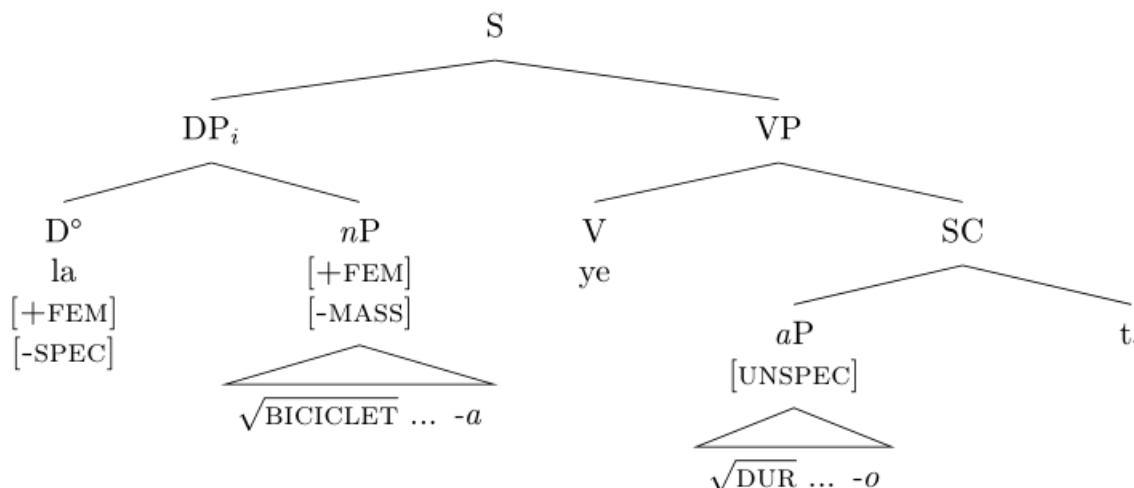 S
DPᵢ VP
D° nP V SC
la [+FEM] ye
[+FEM] [-MASS]
[-SPEC] aP t
[UNSPEC]
√BICICLET ... -a
√DUR ... -o